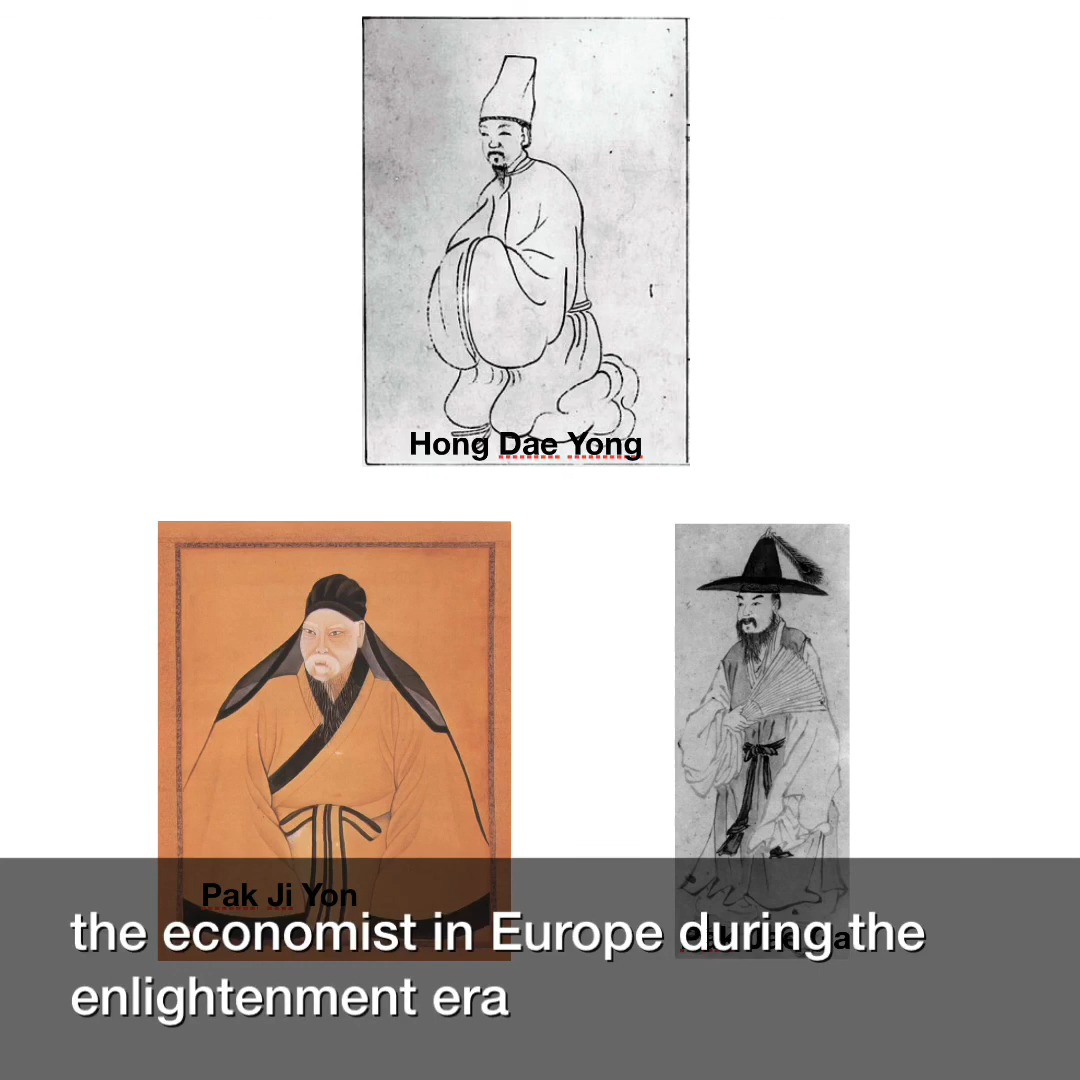 Hong Dae Yong
Pak Ji Yon
the economist in Europe during the
enlightenment era